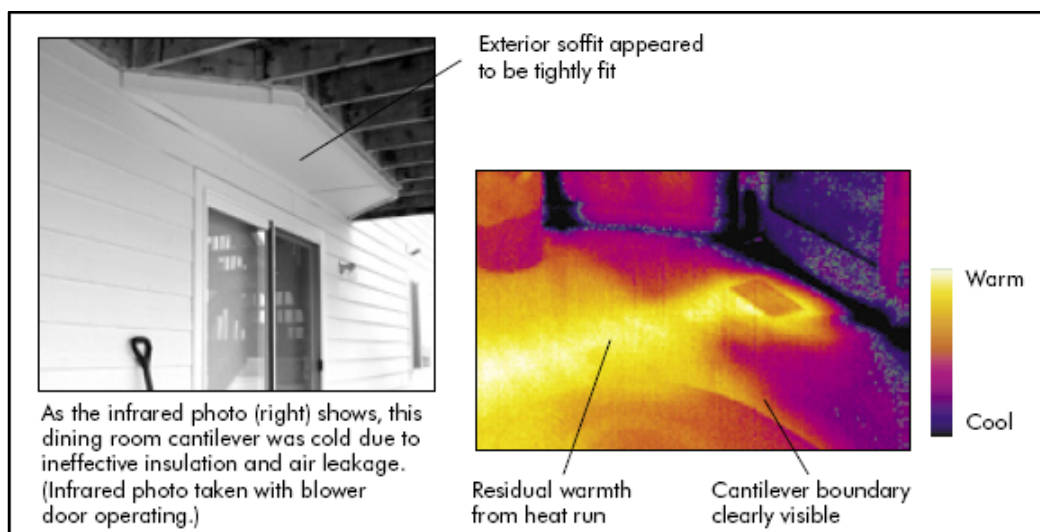 Exterior soffit appeared
to be tightly fit
Warm
Cool
As the infrared photo (right) shows, this
dining room cantilever was cold due to
ineffective insulation and air leakage.
(Infrared photo taken with blower
door operating.)
Residual warmth
from heat run
Cantilever boundary
clearly visible